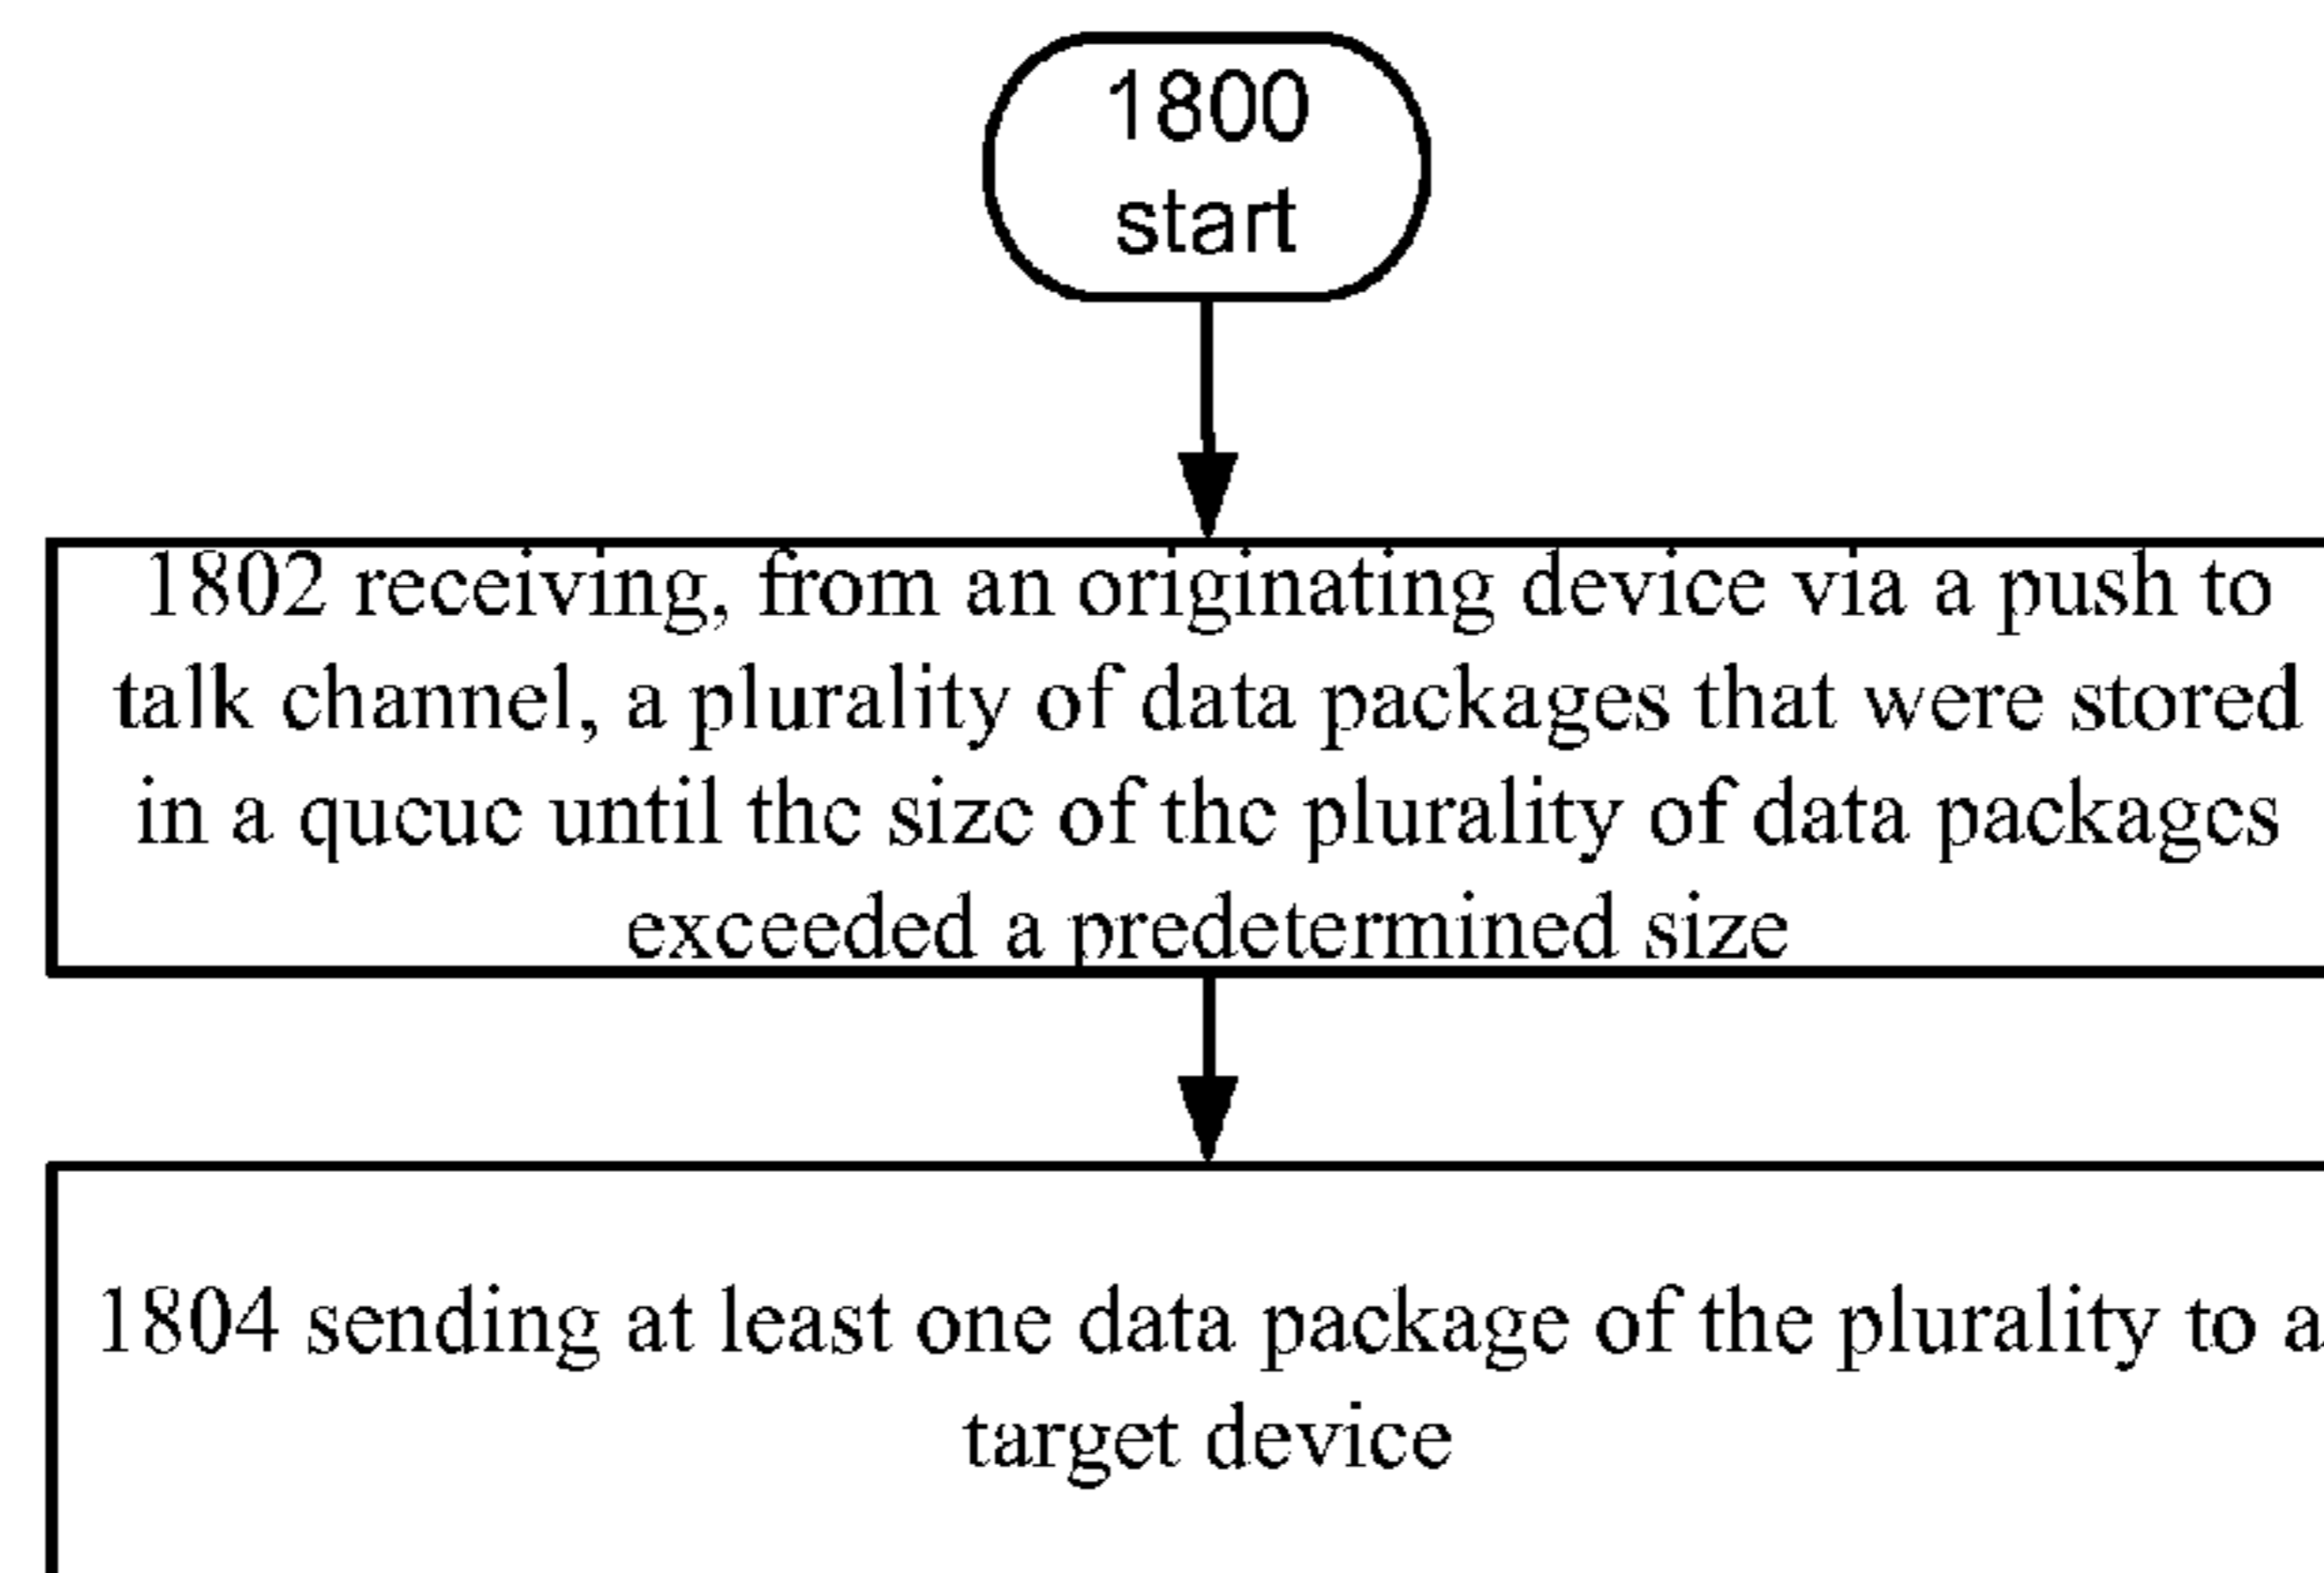 1800
start
1802 receiving, from an originating device via a push to
talk channel, a plurality of data packages that were stored
in a queue until the size of the plurality of data packages
exceeded a predetermined size
1804 sending at least one data package of the plurality to a
target device